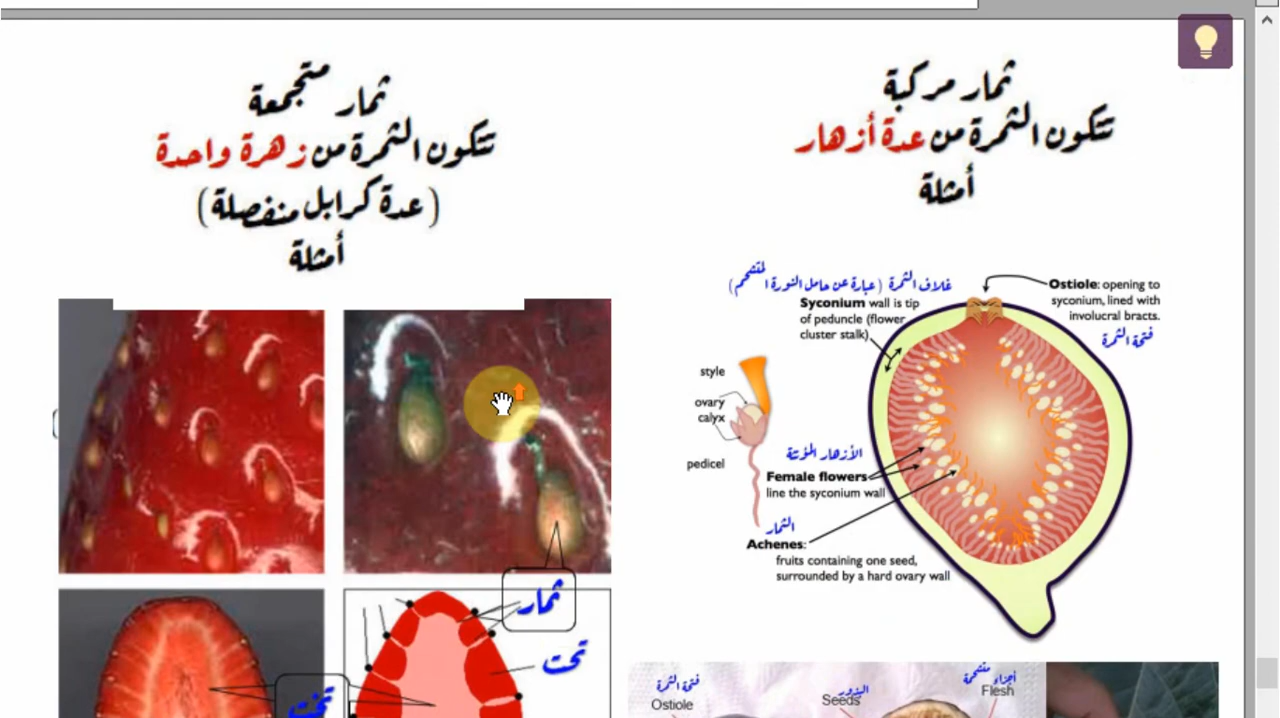 ثمار مركبة
تتكون الثمرة من عدة أزهار
أمثلة
ثمار متجمعة
تتكون الثمرة من زهرة واحدة
(عدة كرابل منفصلة)
أمثلة
غلاف الثمرة (عبارة عن حامل النورة المتشحم)
Syconium wall is tip
of peduncle (flower
cluster stalk)
Ostiole: opening to
syconium, lined with
involucral bracts.
فتحة الثمرة
style
ovary
calyx
pedicel
الأزهار المؤنثة
Female flowers
line the syconium wall
الثمار
Achenes:
fruits containing one seed,
surrounded by a hard ovary wall
ثمار
تحت
تخت
فتحة الثمرة
Ostiole
البذور
Seeds
أجزاء متشحمة
Flesh